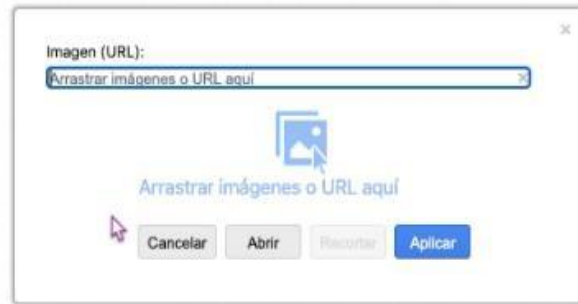 Imagen (URL):
Arrastrar imágenes o URL aquí
Arrastrar imágenes o URL aquí
Cancelar Abrir Recortar Aplicar